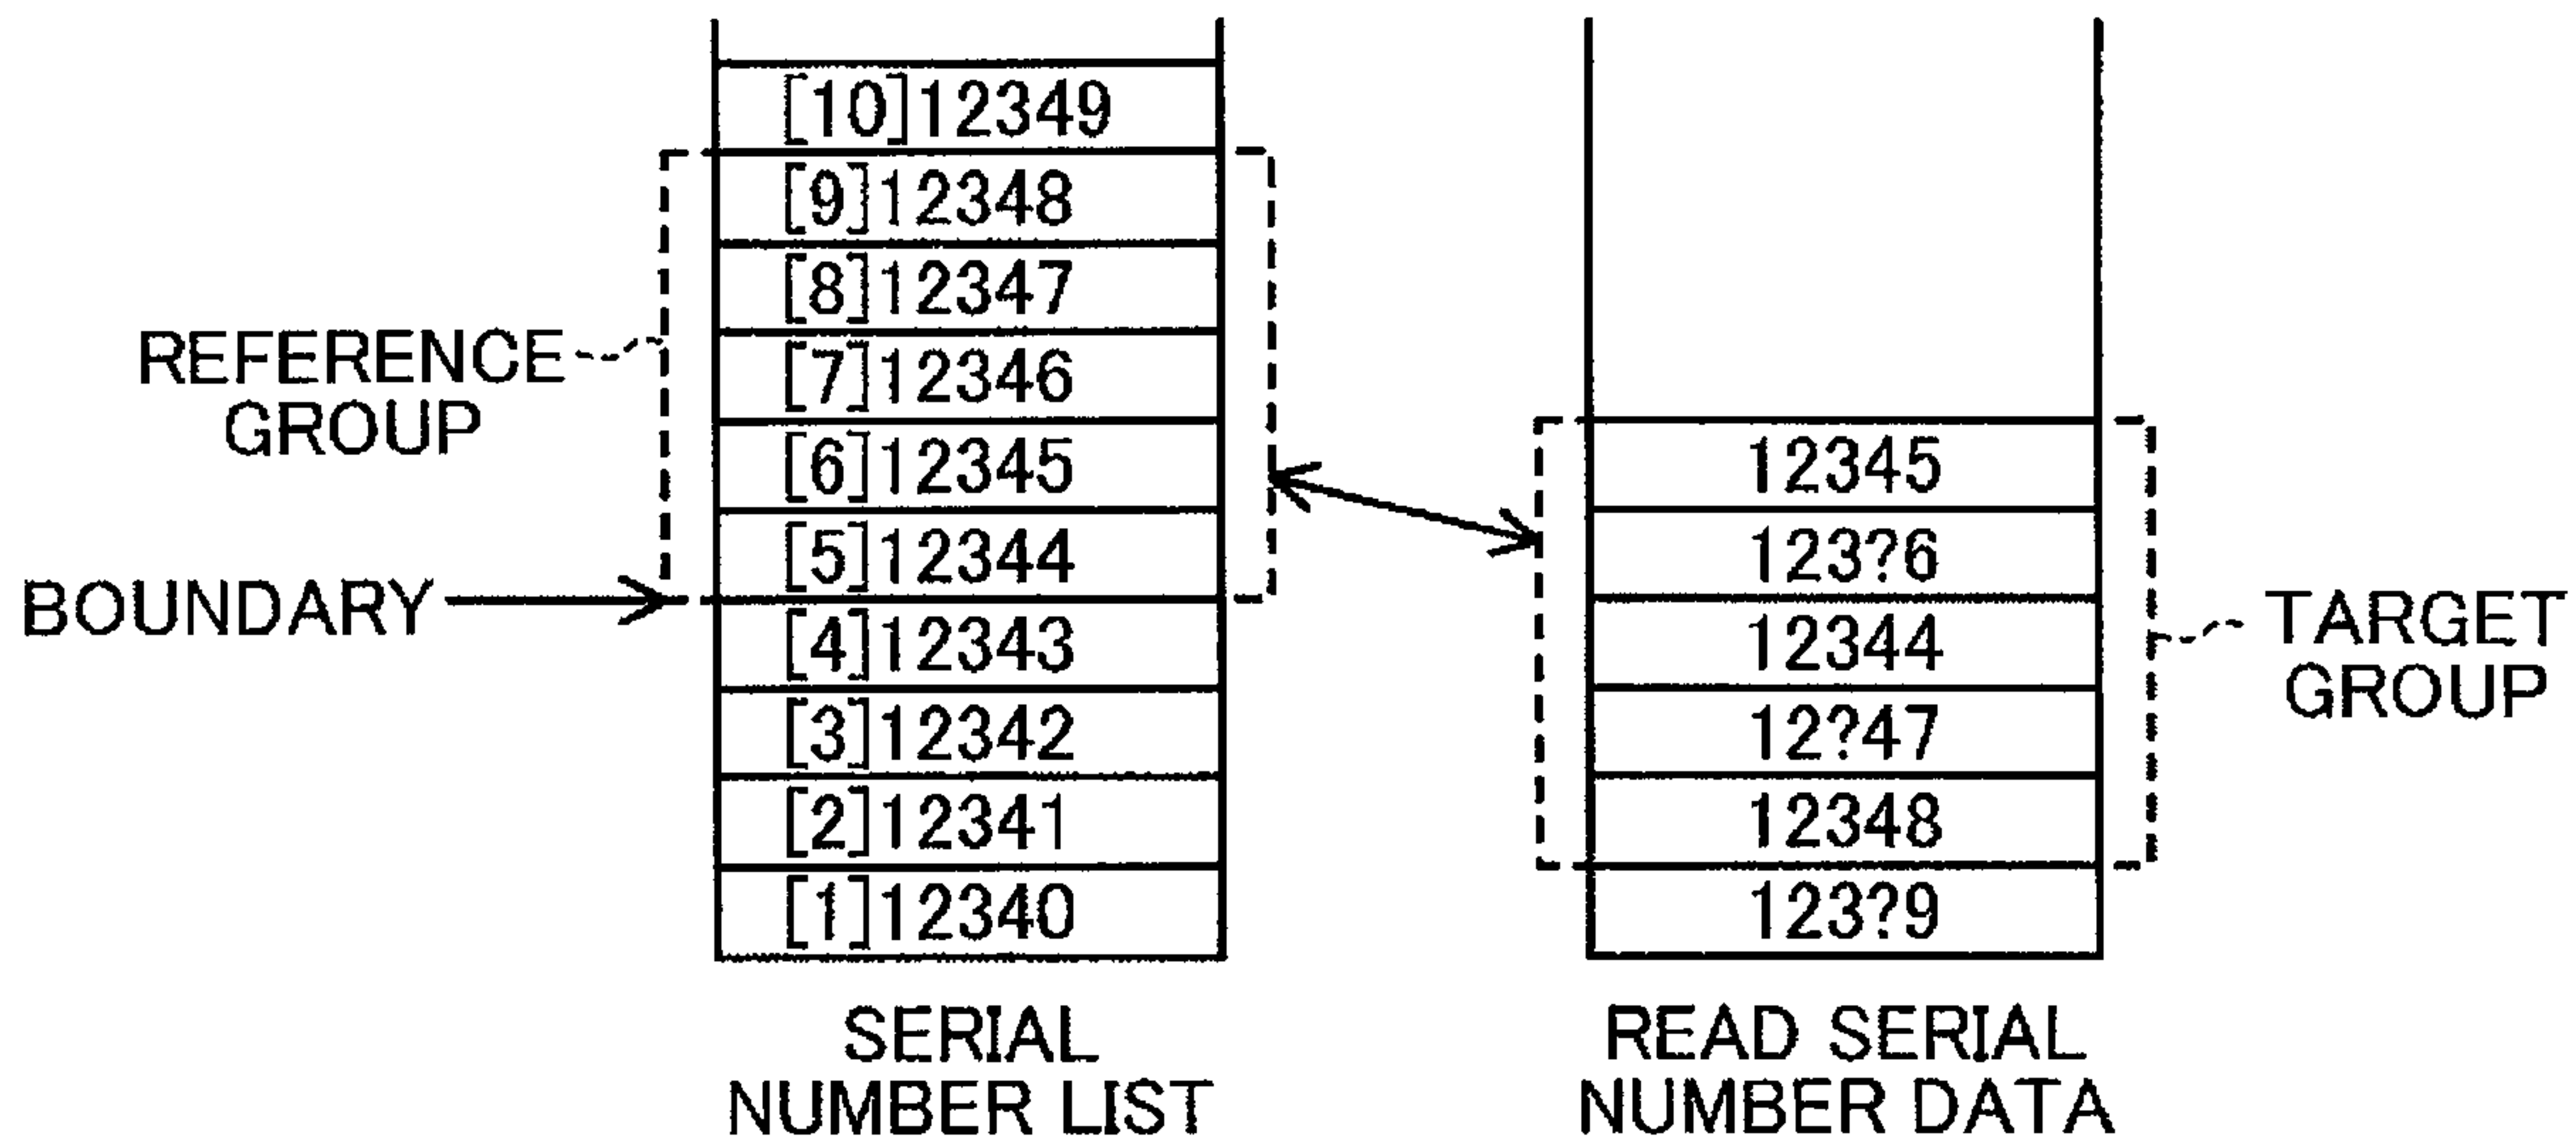 [10]12349
[9]12348
[8]12347
[7]12346
[6]12345
[5]12344
[4]12343
[3]12342
[2]12341
[1]12340
REFERENCE
GROUP
BOUNDARY
SERIAL
NUMBER LIST
12345
123?6
12344
12?47
12348
123?9
TARGET
GROUP
READ SERIAL
NUMBER DATA